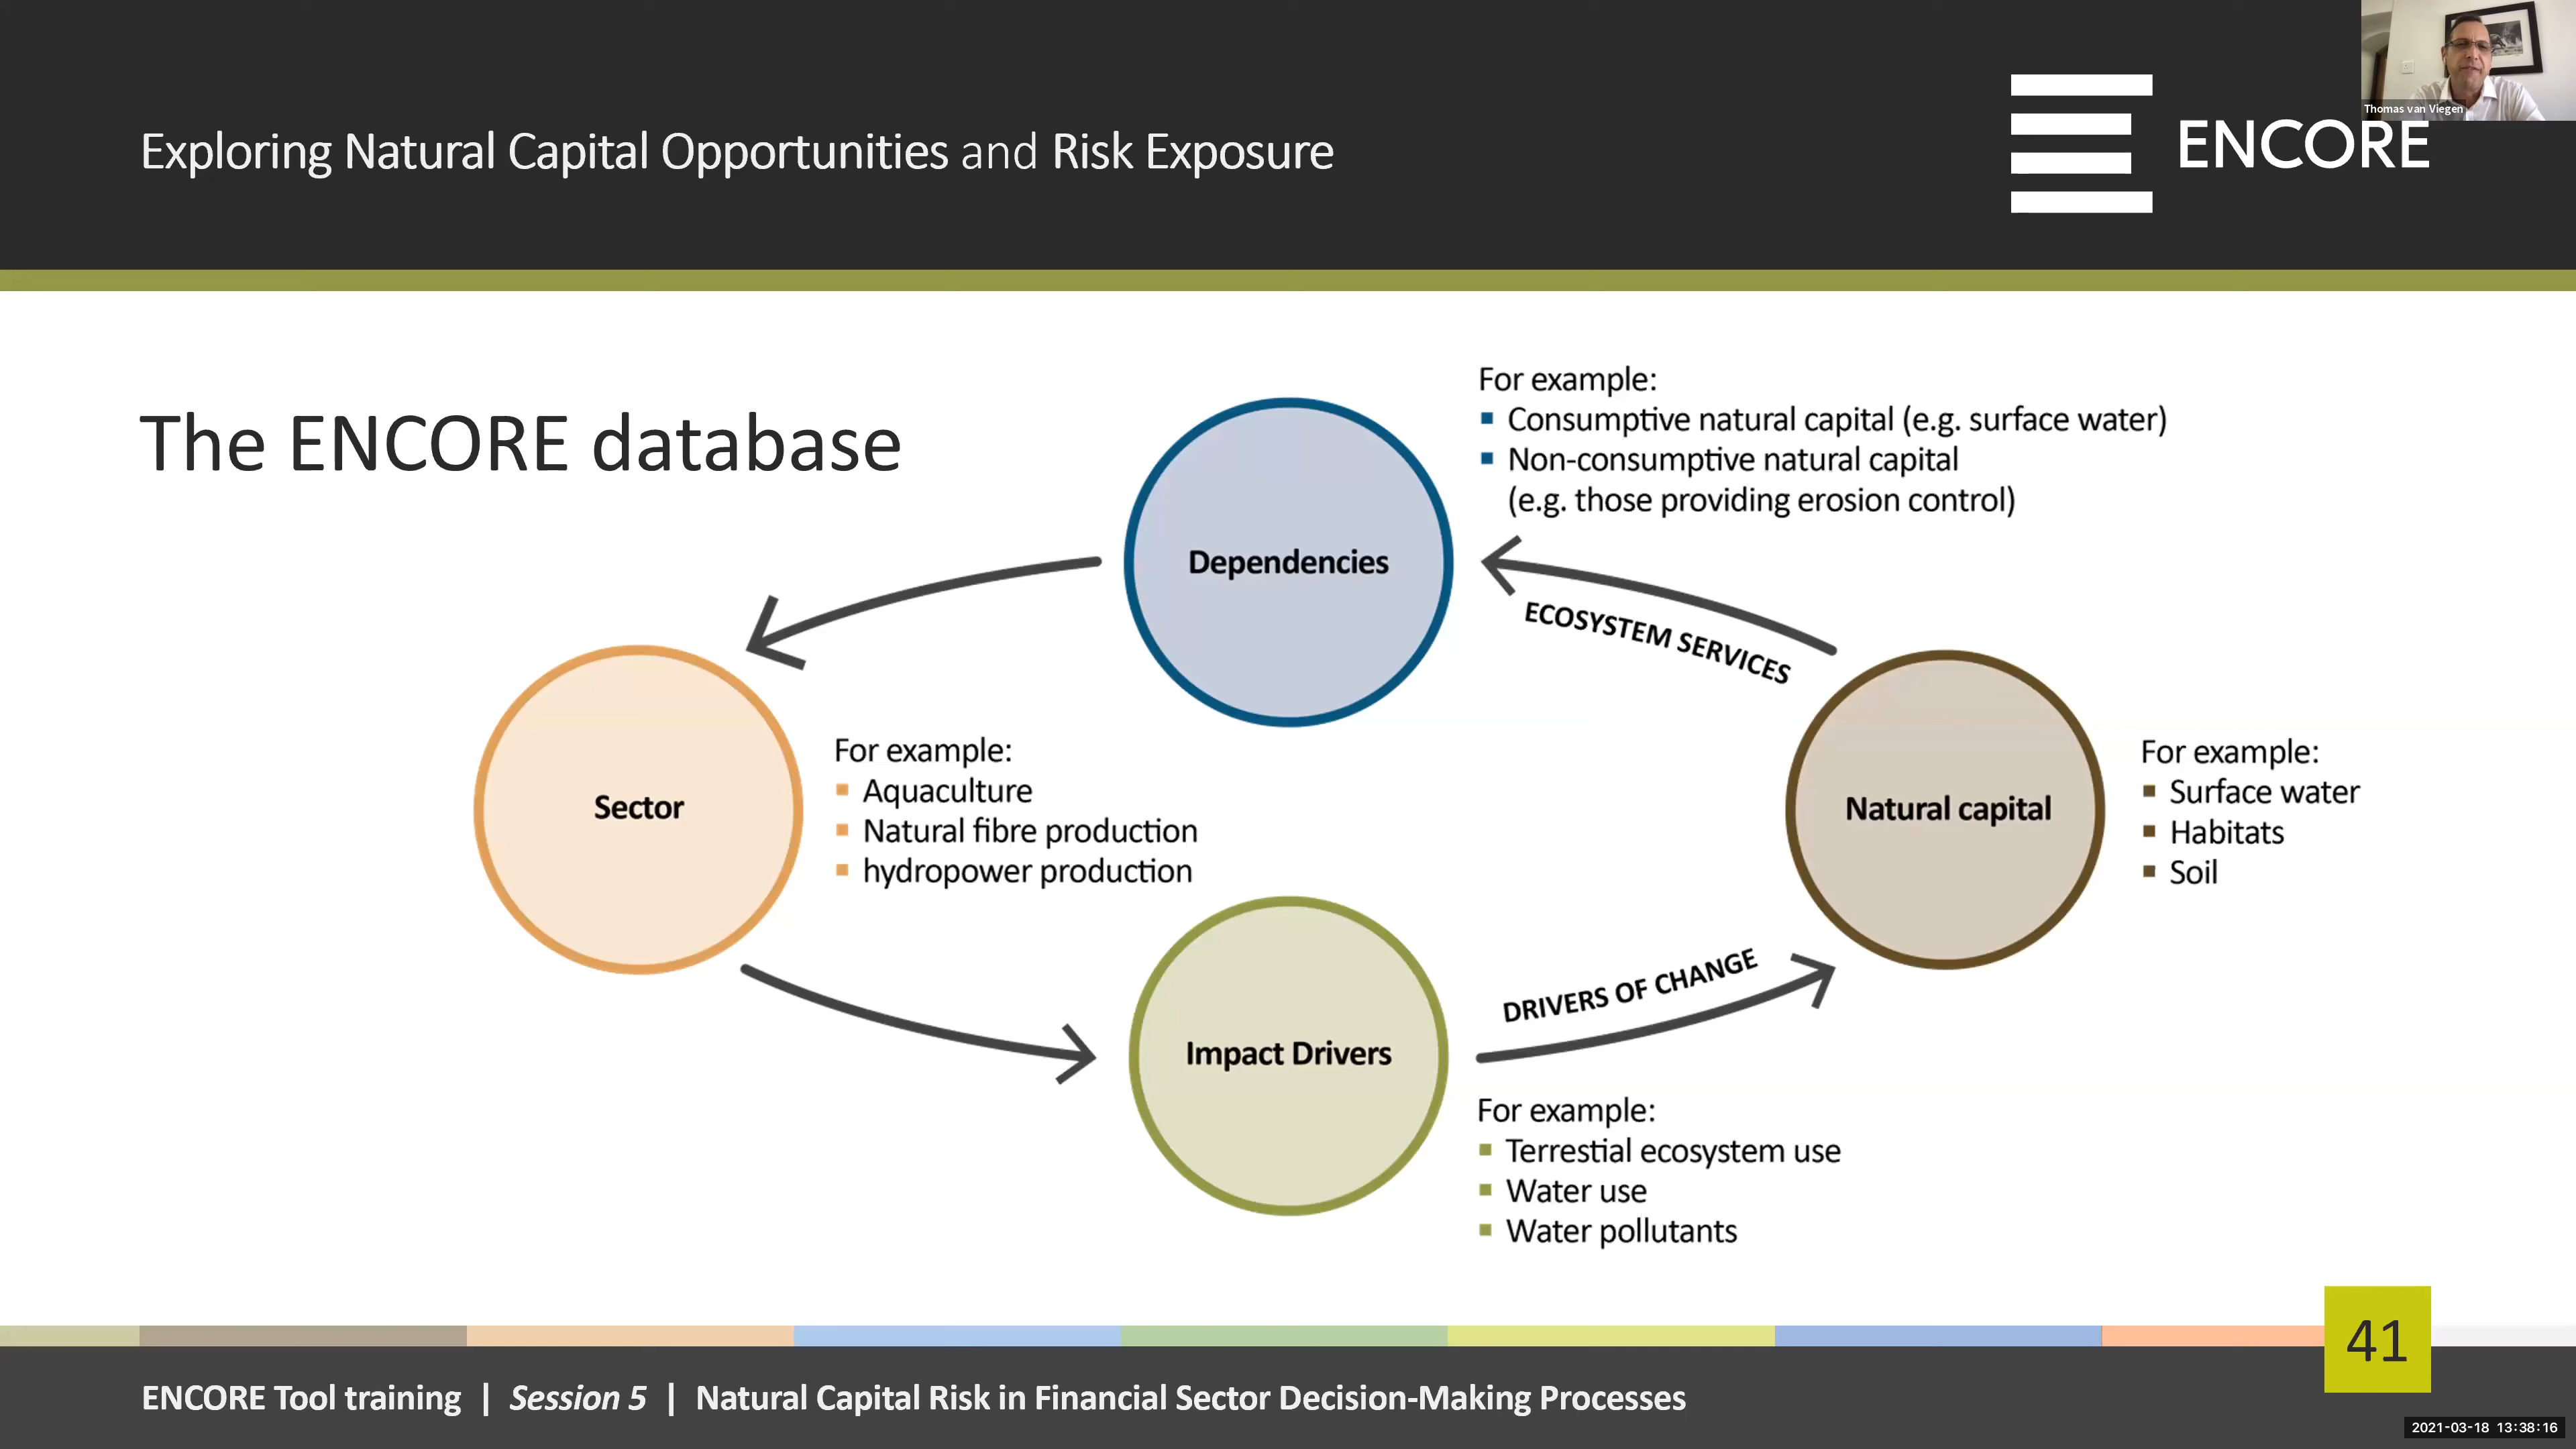 Thomas van Viegen
Exploring Natural Capital Opportunities and Risk Exposure
ENCORE
The ENCORE database
For example:
Consumptive natural capital (e.g. surface water)
Non-consumptive natural capital
(e.g. those providing erosion control)
Dependencies
ECOSYSTEM SERVICES
Sector
For example:
Aquaculture
Natural fibre production
hydropower production
Natural capital
For example:
Surface water
Habitats
Soil
DRIVERS OF CHANGE
Impact Drivers
For example:
Terrestial ecosystem use
Water use
Water pollutants
41
ENCORE Tool training | Session 5 | Natural Capital Risk in Financial Sector Decision-Making Processes
2021-03-18 13:38:16